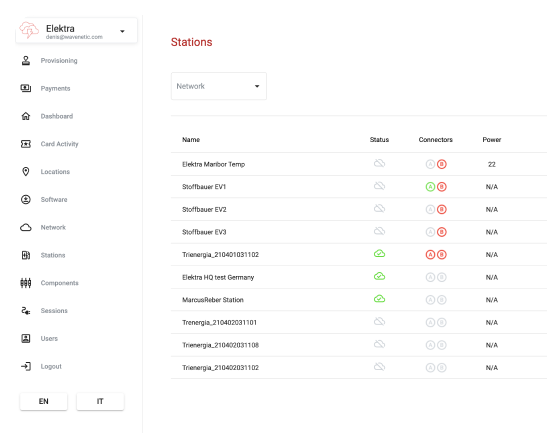 Elektra
denis@wavenetic.com
Stations
Provisioning
Payments
Dashboard
Card Activity
Locations
Software
Network
Stations
Components
Sessions
Users
Logout
EN IT
Network
Name Status Connectors Power
Elektra Maribor Temp A B 22
Stoffbauer EV1 A B N/A
Stoffbauer EV2 A B N/A
Stoffbauer EV3 A B N/A
Trienergia_210401031102 A B N/A
Elektra HQ test Germany A B N/A
MarcusReber Station A B N/A
Trenergia_210402031101 A B N/A
Trienergia_210402031108 A B N/A
Trienergia_210402031102 A B N/A